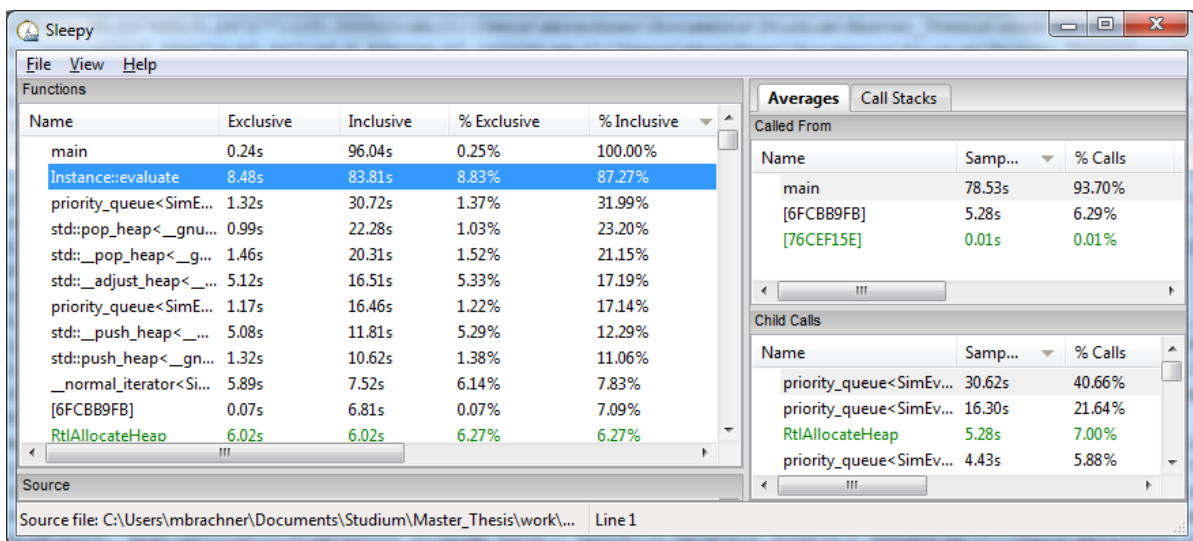 Sleepy
File View Help
Functions
Name Exclusive Inclusive % Exclusive % Inclusive
main 0.24s 96.04s 0.25% 100.00%
Instance::evaluate 8.48s 83.81s 8.83% 87.27%
priority_queue<SimE... 1.32s 30.72s 1.37% 31.99%
std::pop_heap<__gnu... 0.99s 22.28s 1.03% 23.20%
std::__pop_heap<__g... 1.46s 20.31s 1.52% 21.15%
std::__adjust_heap<__... 5.12s 16.51s 5.33% 17.19%
priority_queue<SimE... 1.17s 16.46s 1.22% 17.14%
std::__push_heap<__... 5.08s 11.81s 5.29% 12.29%
std::push_heap<__gn... 1.32s 10.62s 1.38% 11.06%
__normal_iterator<Si... 5.89s 7.52s 6.14% 7.83%
[6FCBB9FB] 0.07s 6.81s 0.07% 7.09%
RtlAllocateHeap 6.02s 6.02s 6.27% 6.27%
Source
Averages Call Stacks
Called From
Name Samp... % Calls
main 78.53s 93.70%
[6FCBB9FB] 5.28s 6.29%
[76CEF15E] 0.01s 0.01%
Child Calls
Name Samp... % Calls
priority_queue<SimEv... 30.62s 40.66%
priority_queue<SimEv... 16.30s 21.64%
RtlAllocateHeap 5.28s 7.00%
priority_queue<SimEv... 4.43s 5.88%
Source file: C:\Users\mbrachner\Documents\Studium\Master_Thesis\work\... Line 1